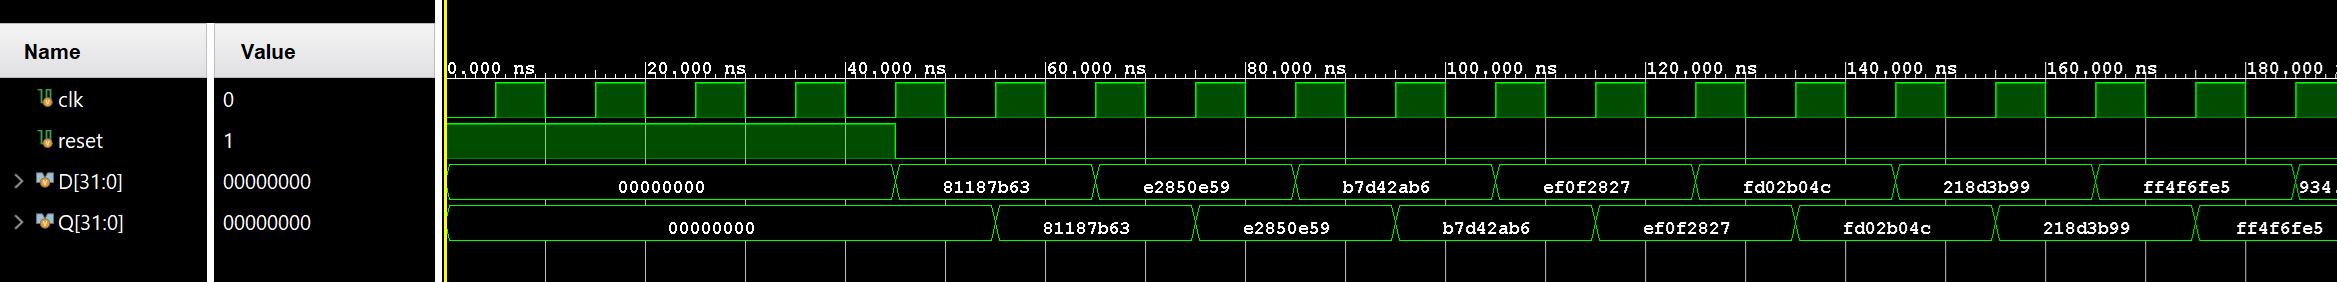 Name Value
0.000 ns 20.000 ns 40.000 ns 60.000 ns 80.000 ns 100.000 ns 120.000 ns 140.000 ns 160.000 ns 180.000
clk 0
reset 1
D[31:0] 00000000 00000000 81187b63 e2850e59 b7d42ab6 ef0f2827 fd02b04c 218d3b99 ff4f6fe5 934.
Q[31:0] 00000000 00000000 81187b63 e2850e59 b7d42ab6 ef0f2827 fd02b04c 218d3b99 ff4f6fe5